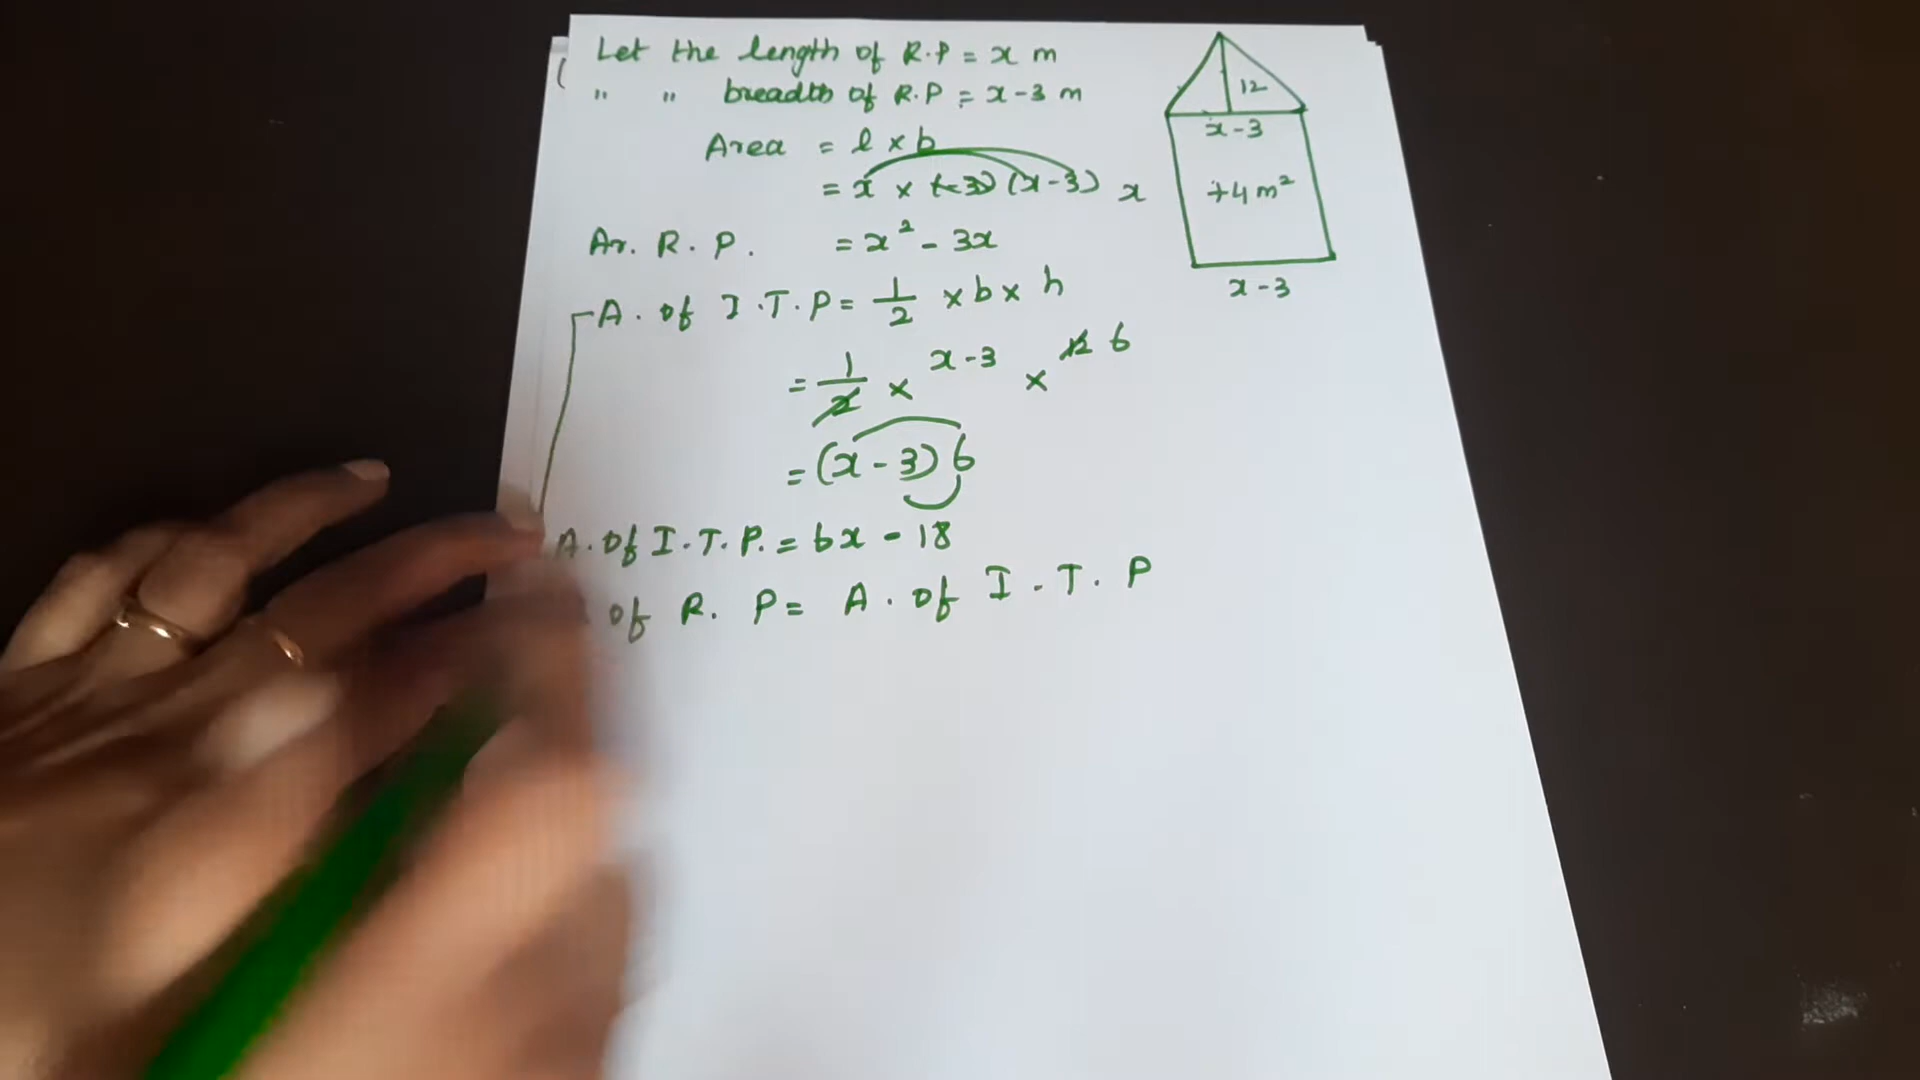 Let the length of R.P = x m
" " breadth of R.P = x-3 m
Area = l × b
= x × (x-3)
Ar. R. P. = x² - 3x
A. of I.T.P = 1/2 × b × h
= 1/2 × x-3 × 12 6
= (x-3) 6
A. of I.T.P. = 6x - 18
of R. P = A. of I.T.P
12
x-3
+4 m²
x
x-3